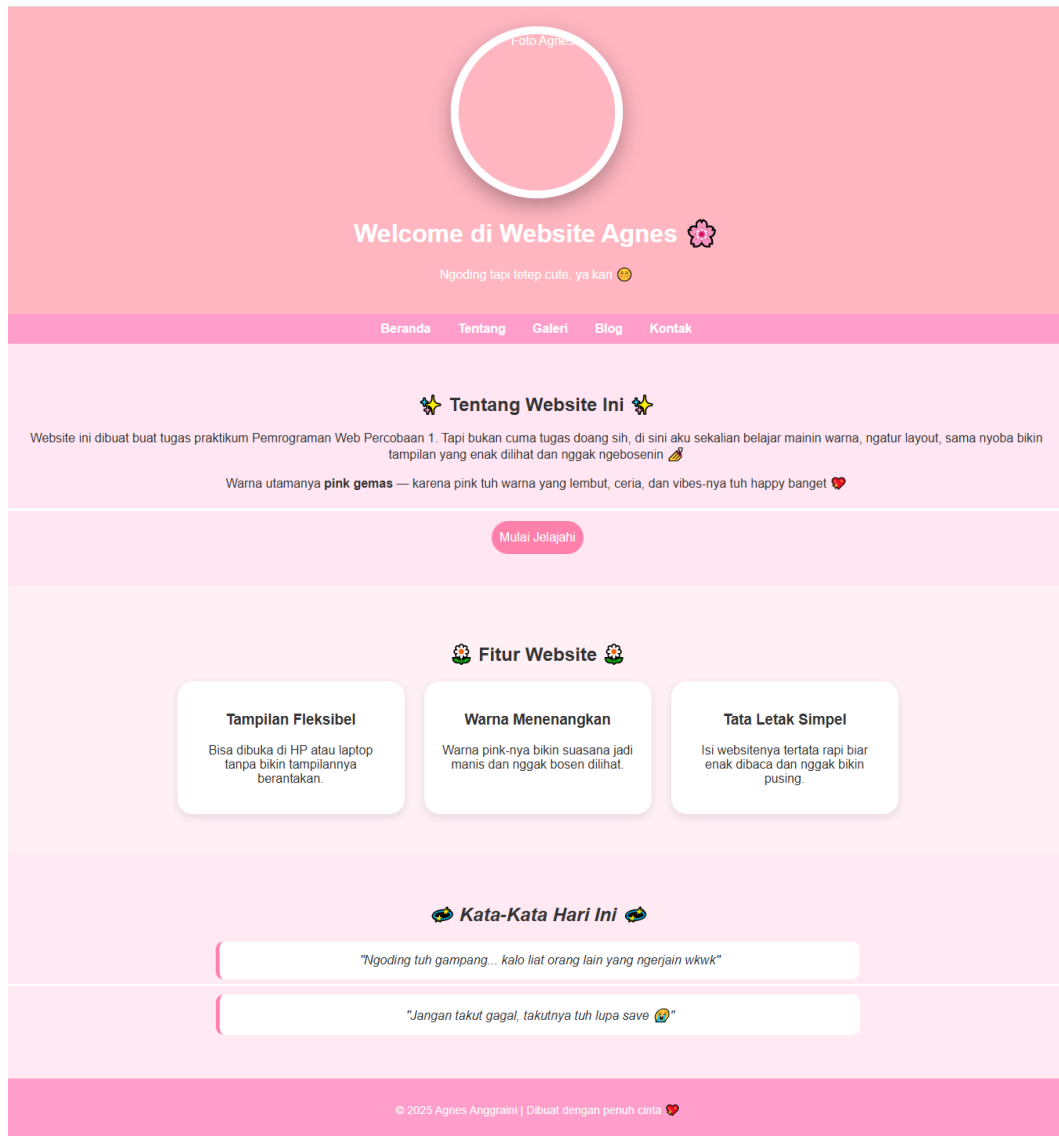 Foto Agnes
Welcome di Website Agnes 🌸
Ngoding tapi tetep cute, ya kan 😄
Beranda Tentang Galeri Blog Kontak
✨ Tentang Website Ini ✨
Website ini dibuat buat tugas praktikum Pemrograman Web Percobaan 1. Tapi bukan cuma tugas doang sih, di sini aku sekalian belajar mainin warna, ngatur layout, sama nyoba bikin
tampilan yang enak dilihat dan nggak ngebosenin 💅
Warna utamanya pink gemas — karena pink tuh warna yang lembut, ceria, dan vibes-nya tuh happy banget 💖
Mulai Jelajahi
🌼 Fitur Website 🌼
Tampilan Fleksibel
Bisa dibuka di HP atau laptop
tanpa bikin tampilannya
berantakan.
Warna Menenangkan
Warna pink-nya bikin suasana jadi
manis dan nggak bosen dilihat.
Tata Letak Simpel
Isi websitenya tertata rapi biar
enak dibaca dan nggak bikin
pusing.
💫 Kata-Kata Hari Ini 💫
"Ngoding tuh gampang... kalo liat orang lain yang ngerjain wkwk"
"Jangan takut gagal, takutnya tuh lupa save 😭"
© 2025 Agnes Anggraini | Dibuat dengan penuh cinta 💖